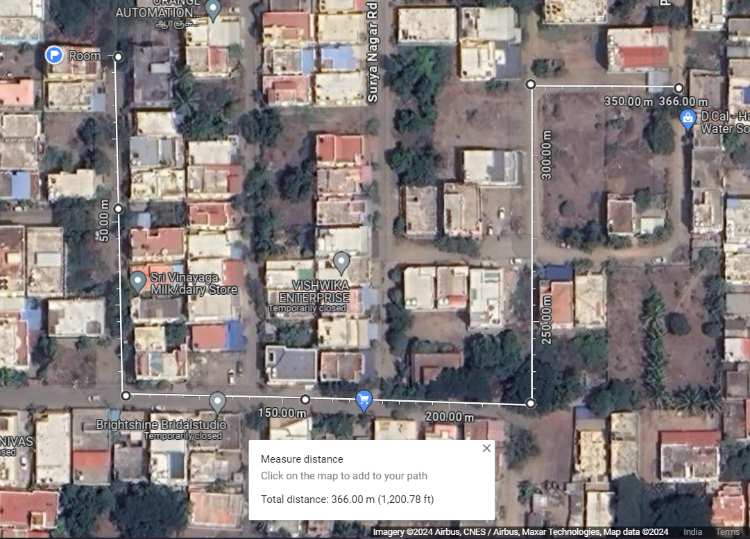 ORANGE
AUTOMATION...
Room
Surya Nagar Rd
350.00 m
366.00 m
D'Cal - Ha
Water So
300.00 m
50.00 m
Sri Vinayaga
Milk/dairy Store
VISHWIKA
ENTERPRISE
Temporarily closed
250.00 m
150.00 m
200.00 m
Brightshine Bridalstudio
Temporarily closed
NIVAS
sed
Measure distance
Click on the map to add to your path
Total distance: 366.00 m (1,200.78 ft)
Imagery ©2024 Airbus, CNES / Airbus, Maxar Technologies, Map data ©2024 India Terms